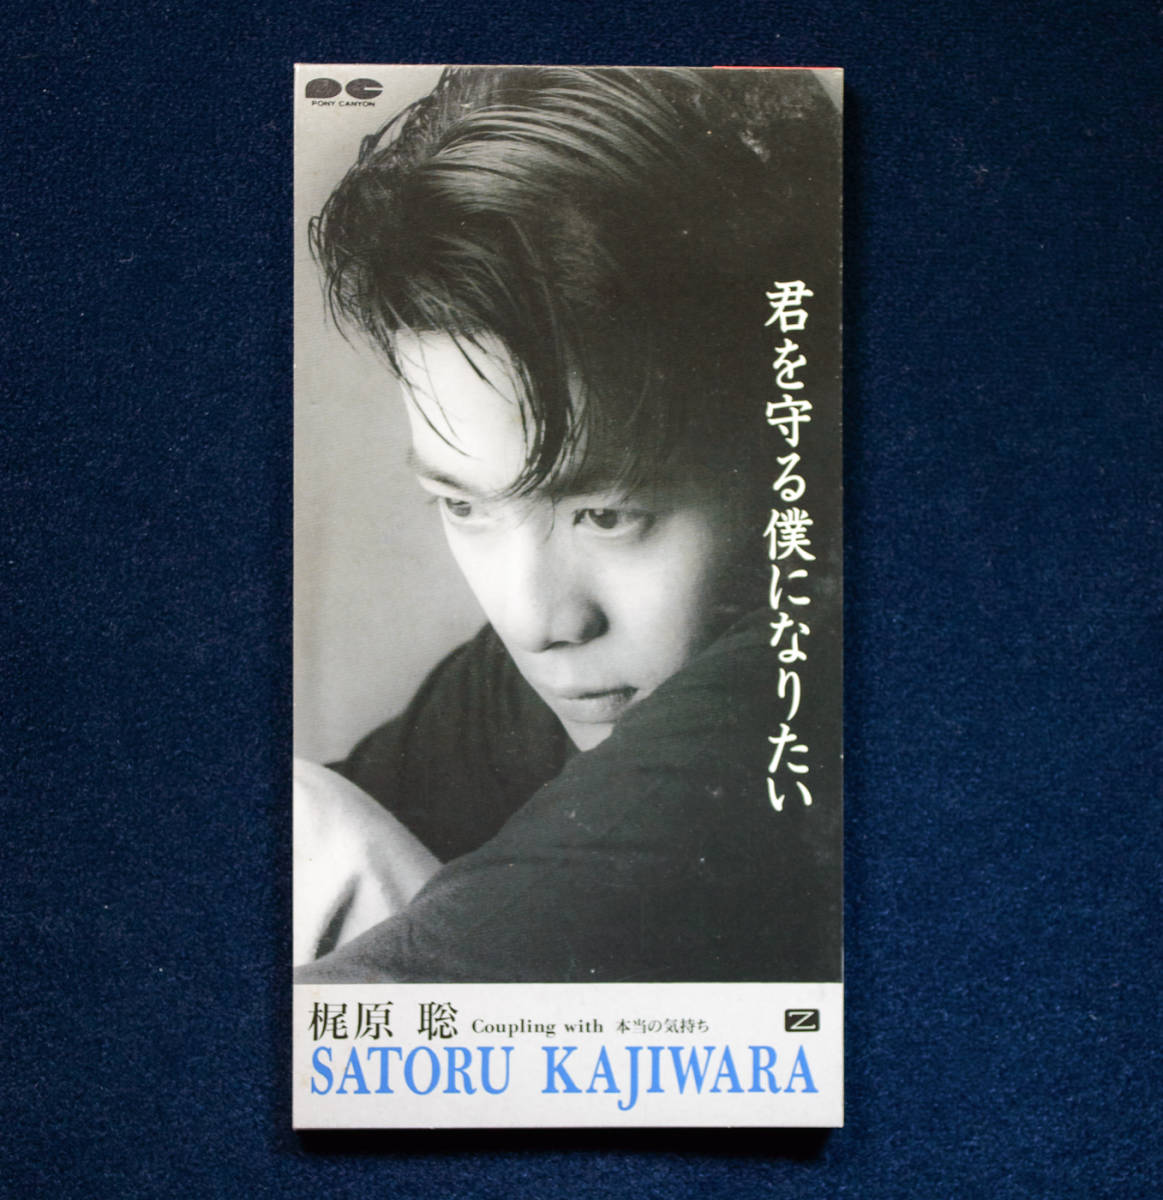 PONY CANYON
君を守る僕になりたい
梶原 聡 Coupling with 本当の気持ち
SATORU KAJIWARA